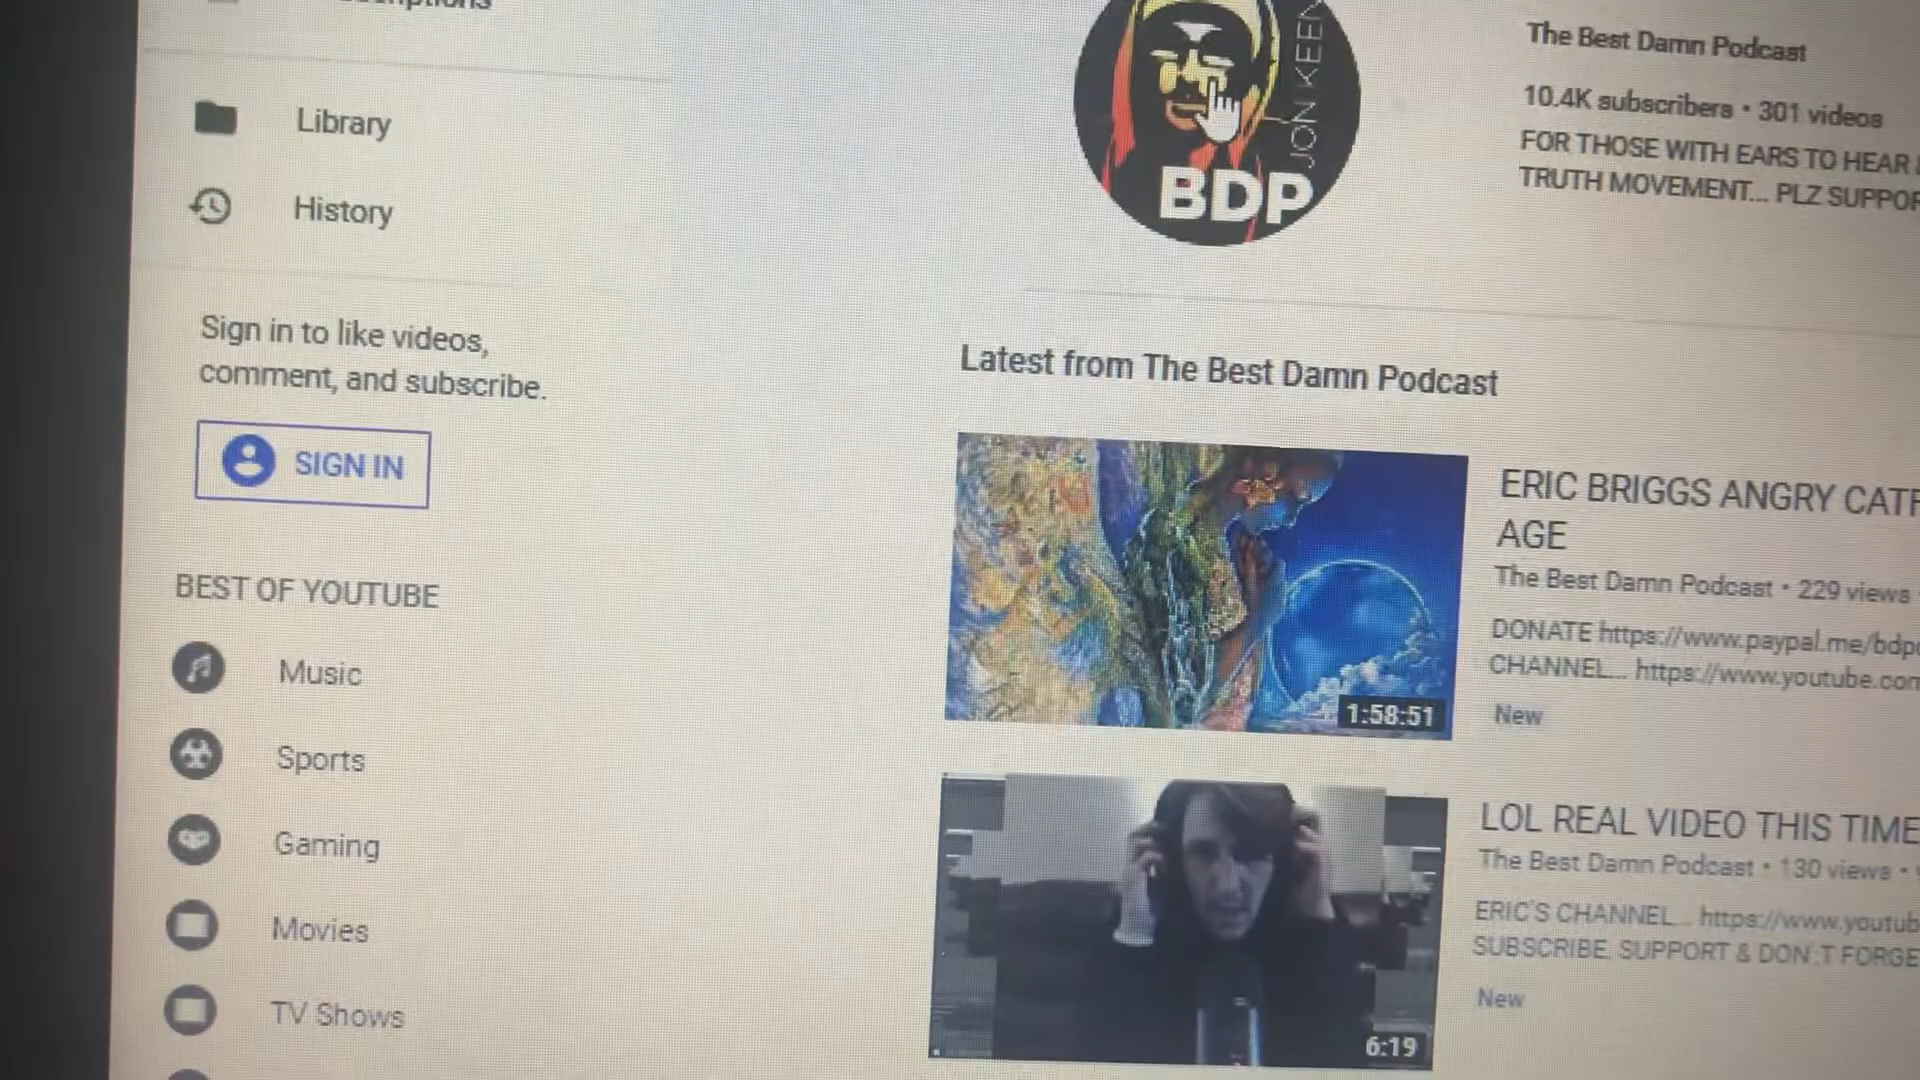 Library
History
Sign in to like videos,
comment, and subscribe.
SIGN IN
BEST OF YOUTUBE
Music
Sports
Gaming
Movies
TV Shows
JON KEEN
BDP
The Best Damn Podcast
10.4K subscribers • 301 videos
FOR THOSE WITH EARS TO HEAR
TRUTH MOVEMENT... PLZ SUPPOR
Latest from The Best Damn Podcast
1:58:51
ERIC BRIGGS ANGRY CATF
AGE
The Best Damn Podcast • 229 views
DONATE https://www.paypal.me/bdp
CHANNEL... https://www.youtube.com
New
6:19
LOL REAL VIDEO THIS TIME
The Best Damn Podcast • 130 views •
ERIC'S CHANNEL... https://www.youtub
SUBSCRIBE, SUPPORT & DON;T FORGE
New